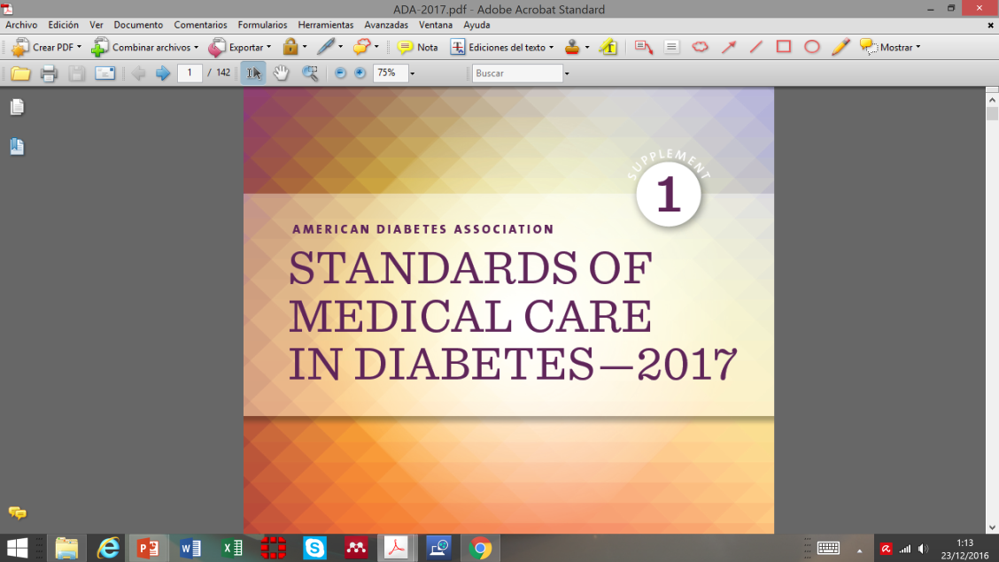 ADA-2017.pdf - Adobe Acrobat Standard
Archivo Edición Ver Documento Comentarios Formularios Herramientas Avanzadas Ventana Ayuda
Crear PDF Combinar archivos Exportar Nota Ediciones del texto Mostrar
1 / 142 75% Buscar
SUPPLEMENT
1
AMERICAN DIABETES ASSOCIATION
STANDARDS OF
MEDICAL CARE
IN DIABETES—2017
1:13
23/12/2016